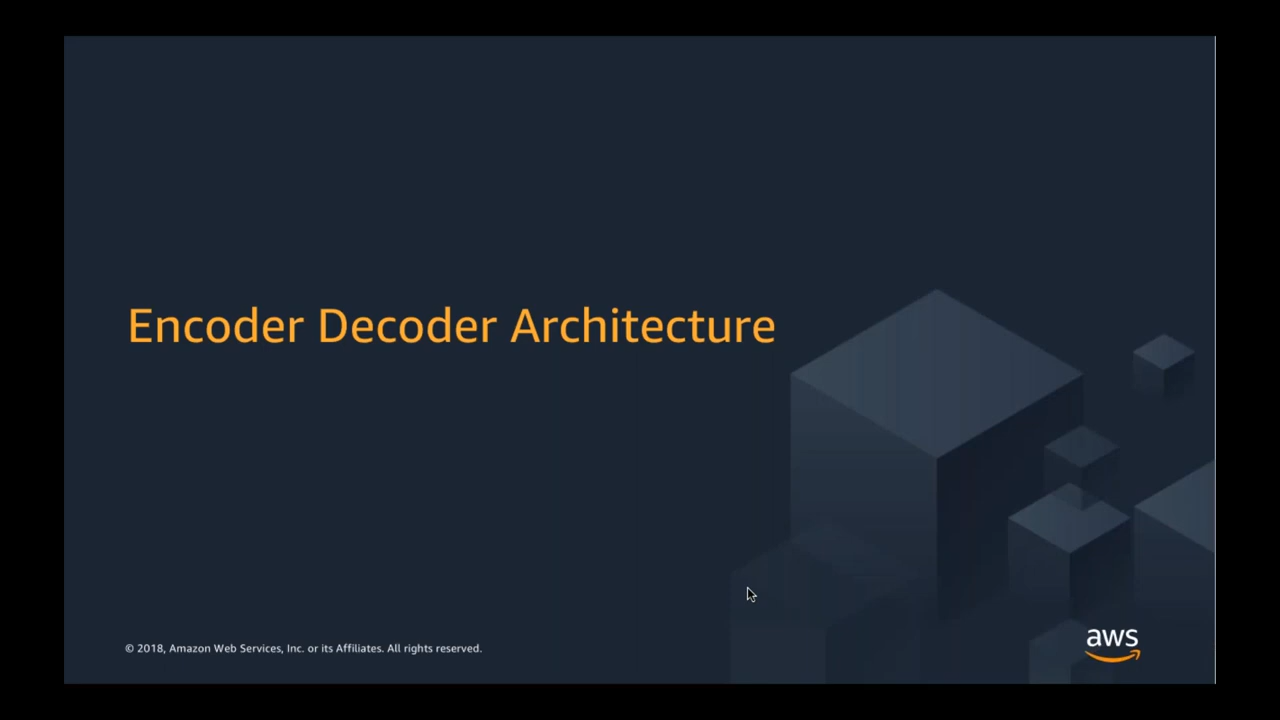 Encoder Decoder Architecture
© 2018, Amazon Web Services, Inc. or its Affiliates. All rights reserved.
aws